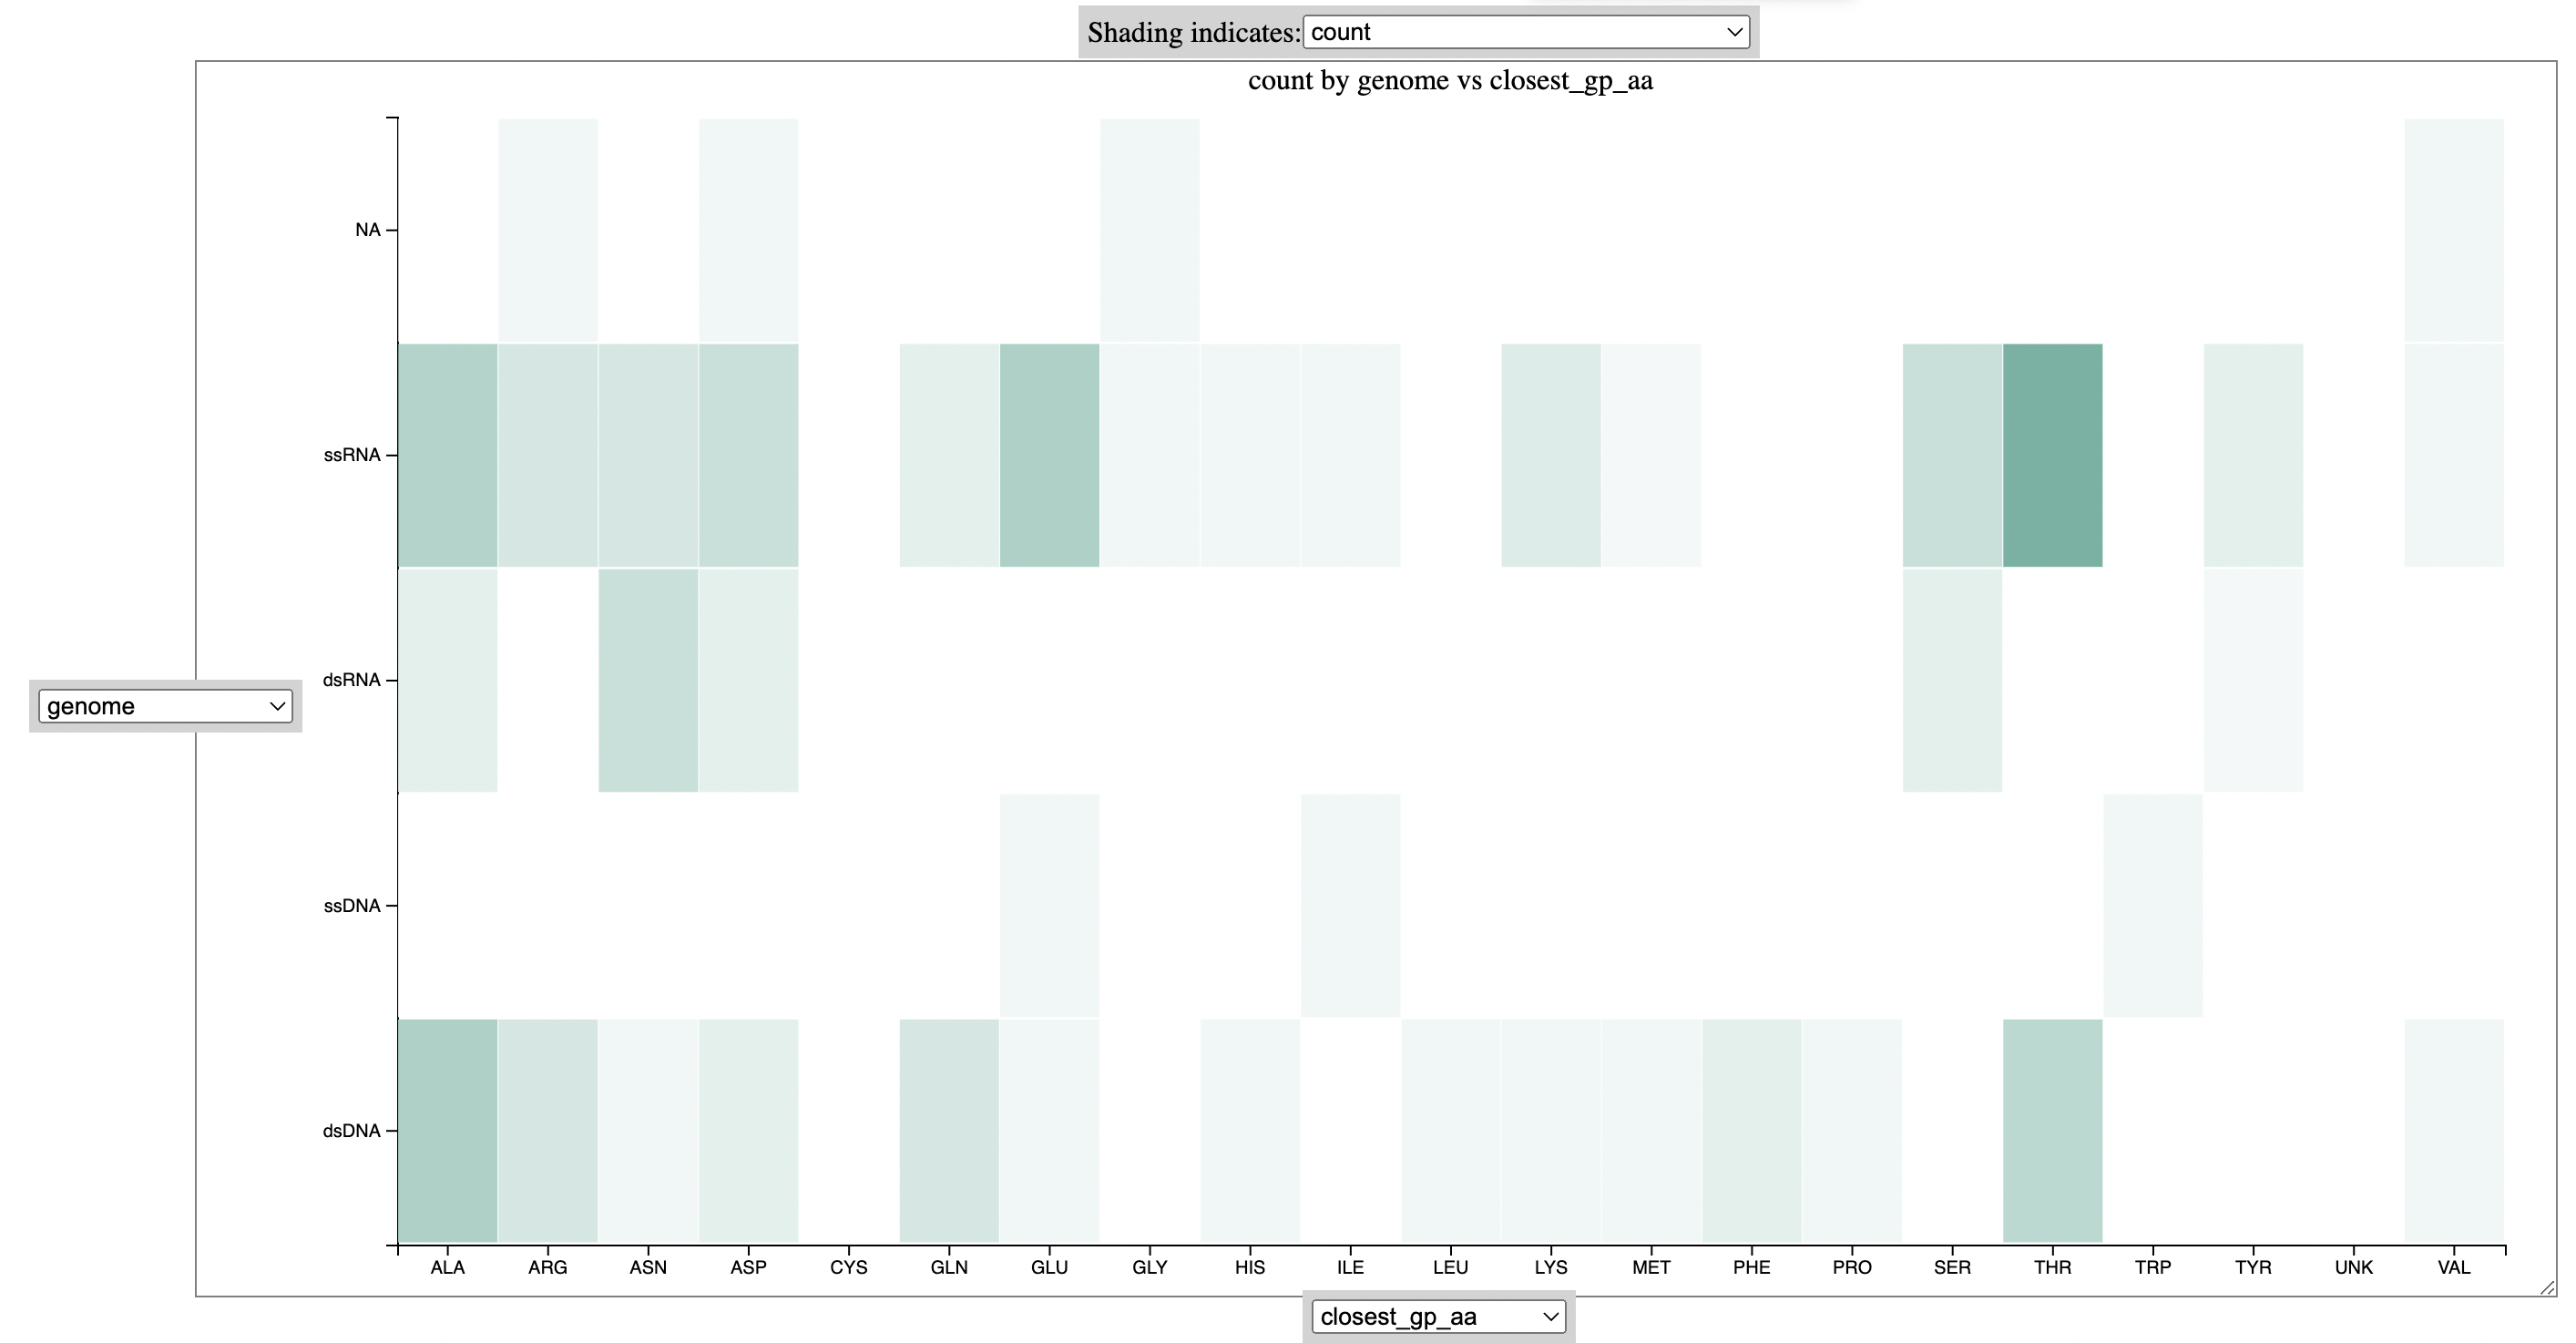 Shading indicates: count
count by genome vs closest_gp_aa
NA
ssRNA
dsRNA
genome
ssDNA
dsDNA
ALA ARG ASN ASP CYS GLN GLU GLY HIS ILE LEU LYS MET PHE PRO SER THR TRP TYR UNK VAL
closest_gp_aa